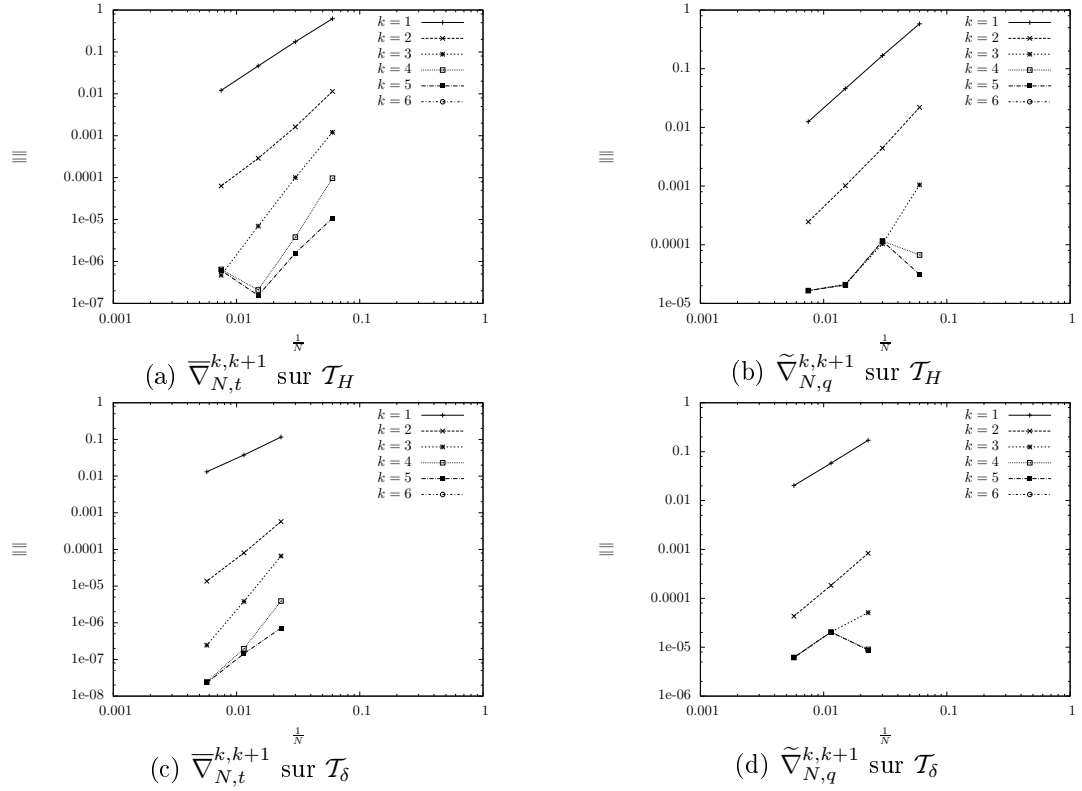 1
0.1
0.01
0.001
0.0001
1e-05
1e-06
1e-07
0.001
0.01
0.1
1
1/N
k = 1
k = 2
k = 3
k = 4
k = 5
k = 6
(a) ∇̅_{N,t}^{k,k+1} sur 𝒯_H
1
0.1
0.01
0.001
0.0001
1e-05
0.001
0.01
0.1
1
1/N
k = 1
k = 2
k = 3
k = 4
k = 5
k = 6
(b) ∇̃_{N,q}^{k,k+1} sur 𝒯_H
1
0.1
0.01
0.001
0.0001
1e-05
1e-06
1e-07
1e-08
0.001
0.01
0.1
1
1/N
k = 1
k = 2
k = 3
k = 4
k = 5
k = 6
(c) ∇̅_{N,t}^{k,k+1} sur 𝒯_δ
1
0.1
0.01
0.001
0.0001
1e-05
1e-06
0.001
0.01
0.1
1
1/N
k = 1
k = 2
k = 3
k = 4
k = 5
k = 6
(d) ∇̃_{N,q}^{k,k+1} sur 𝒯_δ